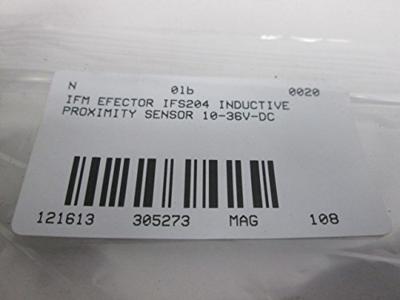 N 01b 0020
IFM EFECTOR IFS204 INDUCTIVE
PROXIMITY SENSOR 10-36V-DC
121613 305273 MAG 108